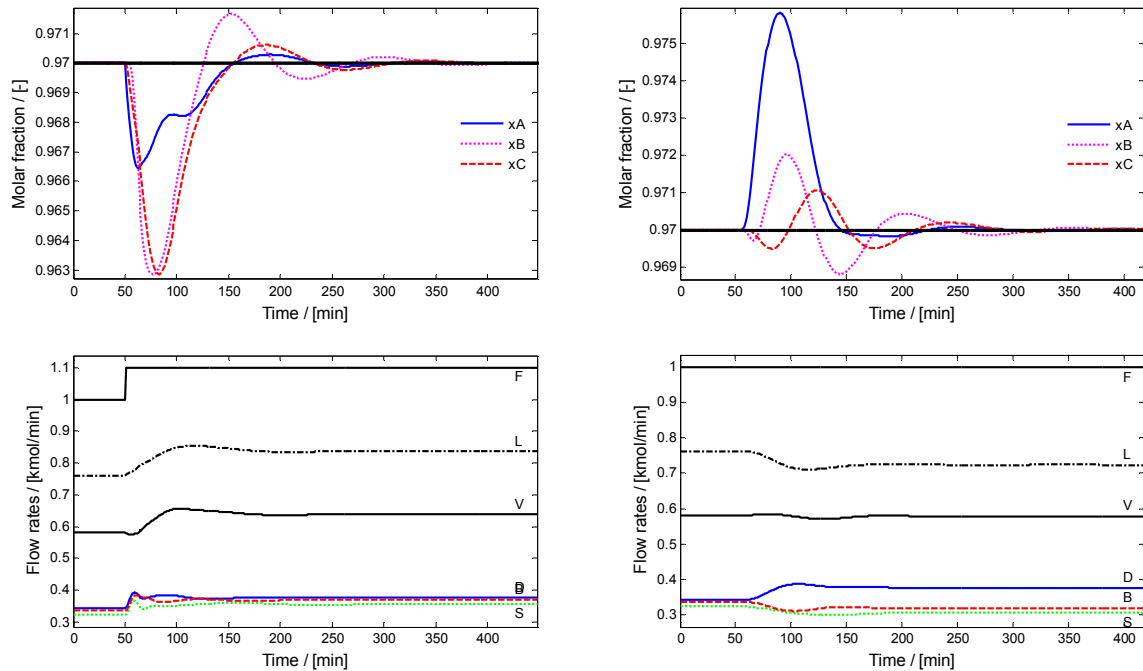 0.971
0.97
0.969
0.968
0.967
0.966
0.965
0.964
0.963
Molar fraction / [-]
xA
xB
xC
0 50 100 150 200 250 300 350 400
Time / [min]
0.975
0.974
0.973
0.972
0.971
0.97
0.969
Molar fraction / [-]
xA
xB
xC
0 50 100 150 200 250 300 350 400
Time / [min]
1.1
1
0.9
0.8
0.7
0.6
0.5
0.4
0.3
Flow rates / [kmol/min]
F
L
V
D
B
S
0 50 100 150 200 250 300 350 400
Time / [min]
1
0.9
0.8
0.7
0.6
0.5
0.4
0.3
Flow rates / [kmol/min]
F
L
V
D
B
S
0 50 100 150 200 250 300 350 400
Time / [min]